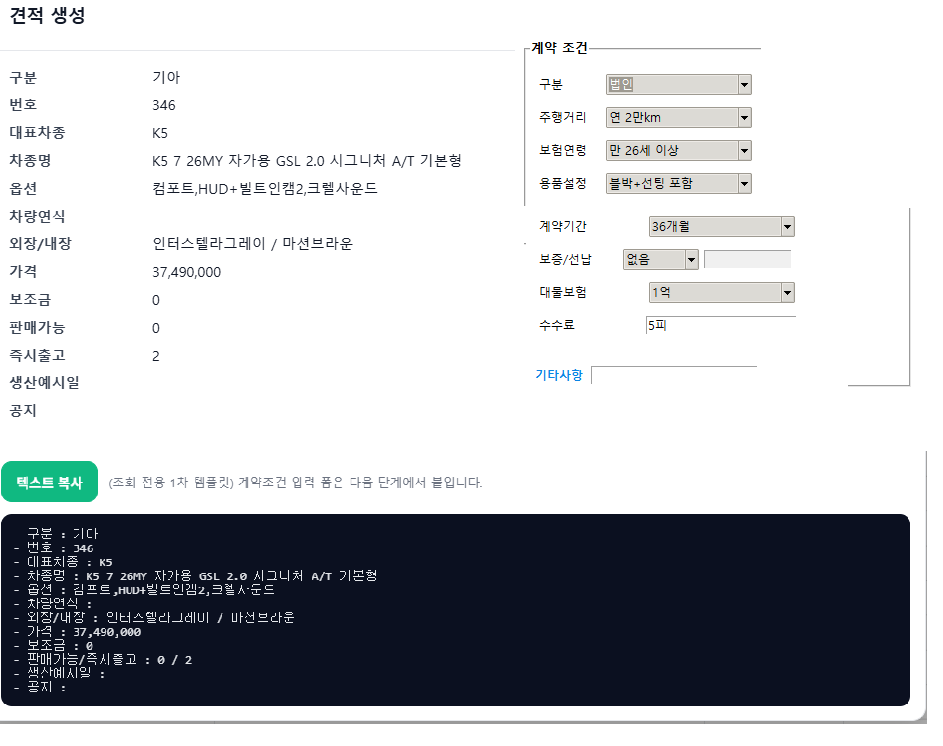 견적 생성
구분 기아
번호 346
대표차종 K5
차종명 K5 7 26MY 자가용 GSL 2.0 시그니처 A/T 기본형
옵션 컴포트,HUD+빌트인캠2,크렐사운드
차량연식
외장/내장 인터스텔라그레이 / 마션브라운
가격 37,490,000
보조금 0
판매가능 0
즉시출고 2
생산예시일
공지
계약 조건
구분 법인
주행거리 연 2만km
보험연령 만 26세 이상
용품설정 블박+선팅 포함
계약기간 36개월
보증/선납 없음
대물보험 1억
수수료 5피
기타사항
텍스트 복사 (조회 전용 1차 템플릿) 계약조건 입력 폼은 다음 단계에서 붙입니다.
구분 : 기아
- 번호 : 346
- 대표차종 : K5
- 차종명 : K5 7 26MY 자가용 GSL 2.0 시그니처 A/T 기본형
- 옵션 : 컴포트,HUD+빌트인캠2,크렐사운드
- 차량연식 :
- 외장/내장 : 인터스텔라그레이 / 마션브라운
- 가격 : 37,490,000
- 보조금 : 0
- 판매가능/즉시출고 : 0 / 2
- 생산예시일 :
- 공지 :